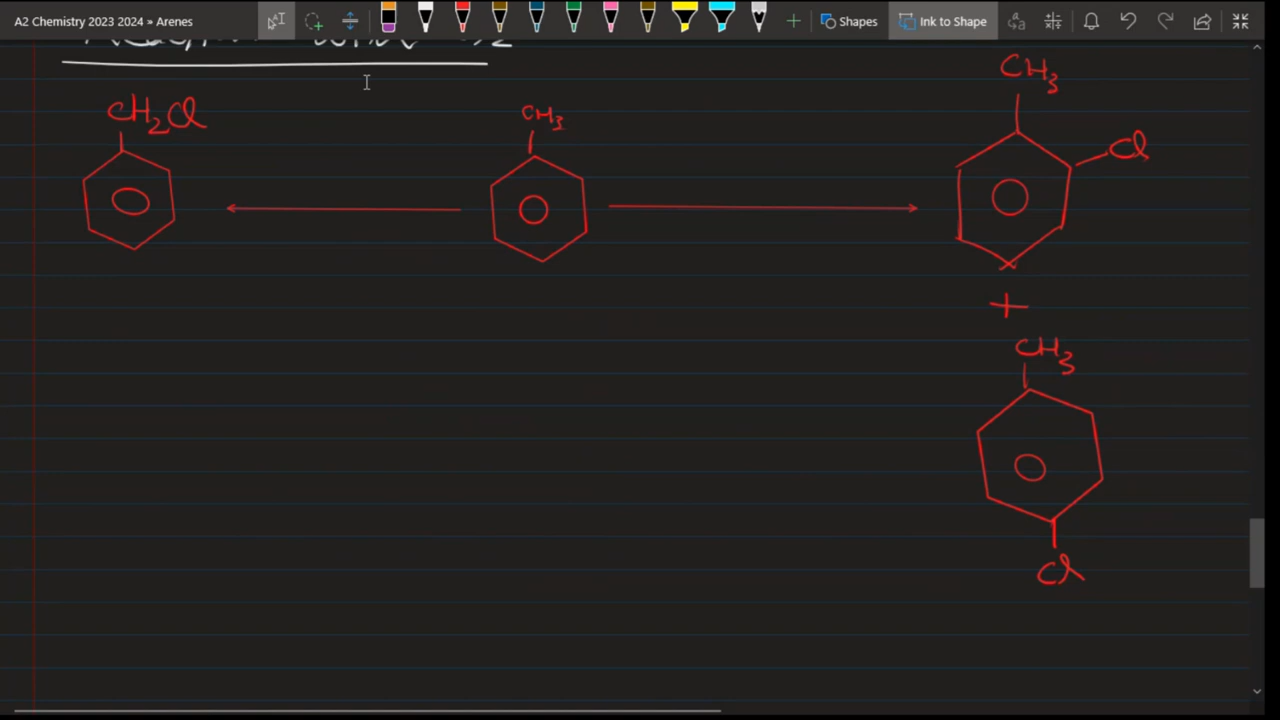 A2 Chemistry 2023 2024 » Arenes
Shapes
Ink to Shape
CH2Cl
CH3
CH3
Cl
+
CH3
Cl